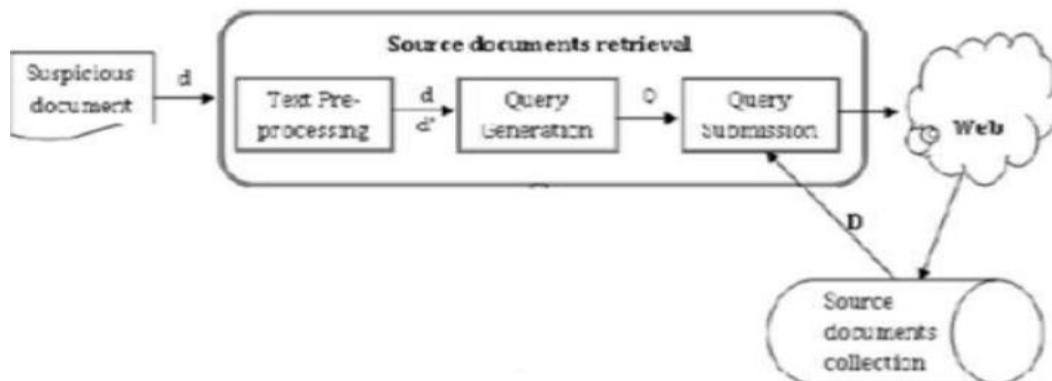 Source documents retrieval
Suspicious
document
d
Text Pre-
processing
d
Query
Generation
Q
Query
Submission
Web
D
Source
documents
collection